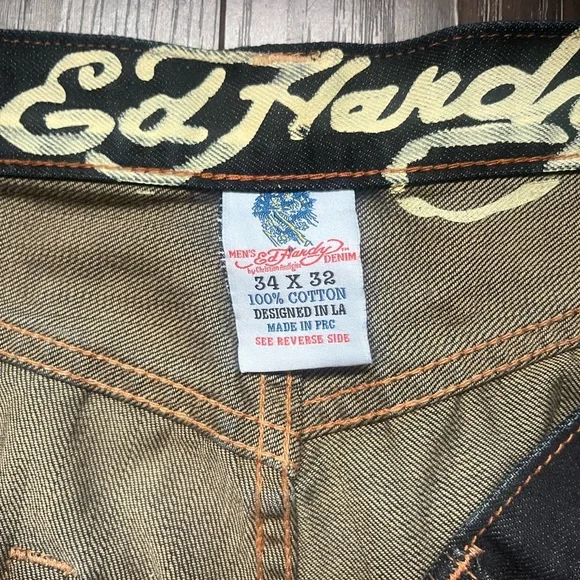 Ed Hardy
MEN'S Ed Hardy DENIM
by Christian Audigier
34 X 32
100% COTTON
DESIGNED IN LA
MADE IN PRC
SEE REVERSE SIDE